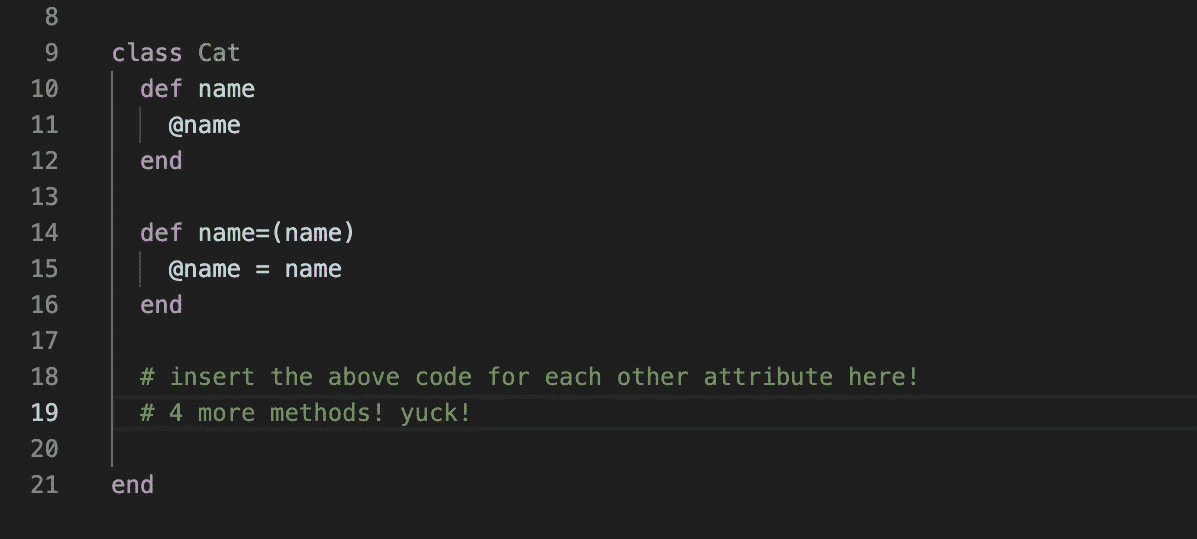 8
9 class Cat
10 def name
11 @name
12 end
13
14 def name=(name)
15 @name = name
16 end
17
18 # insert the above code for each other attribute here!
19 # 4 more methods! yuck!
20
21 end